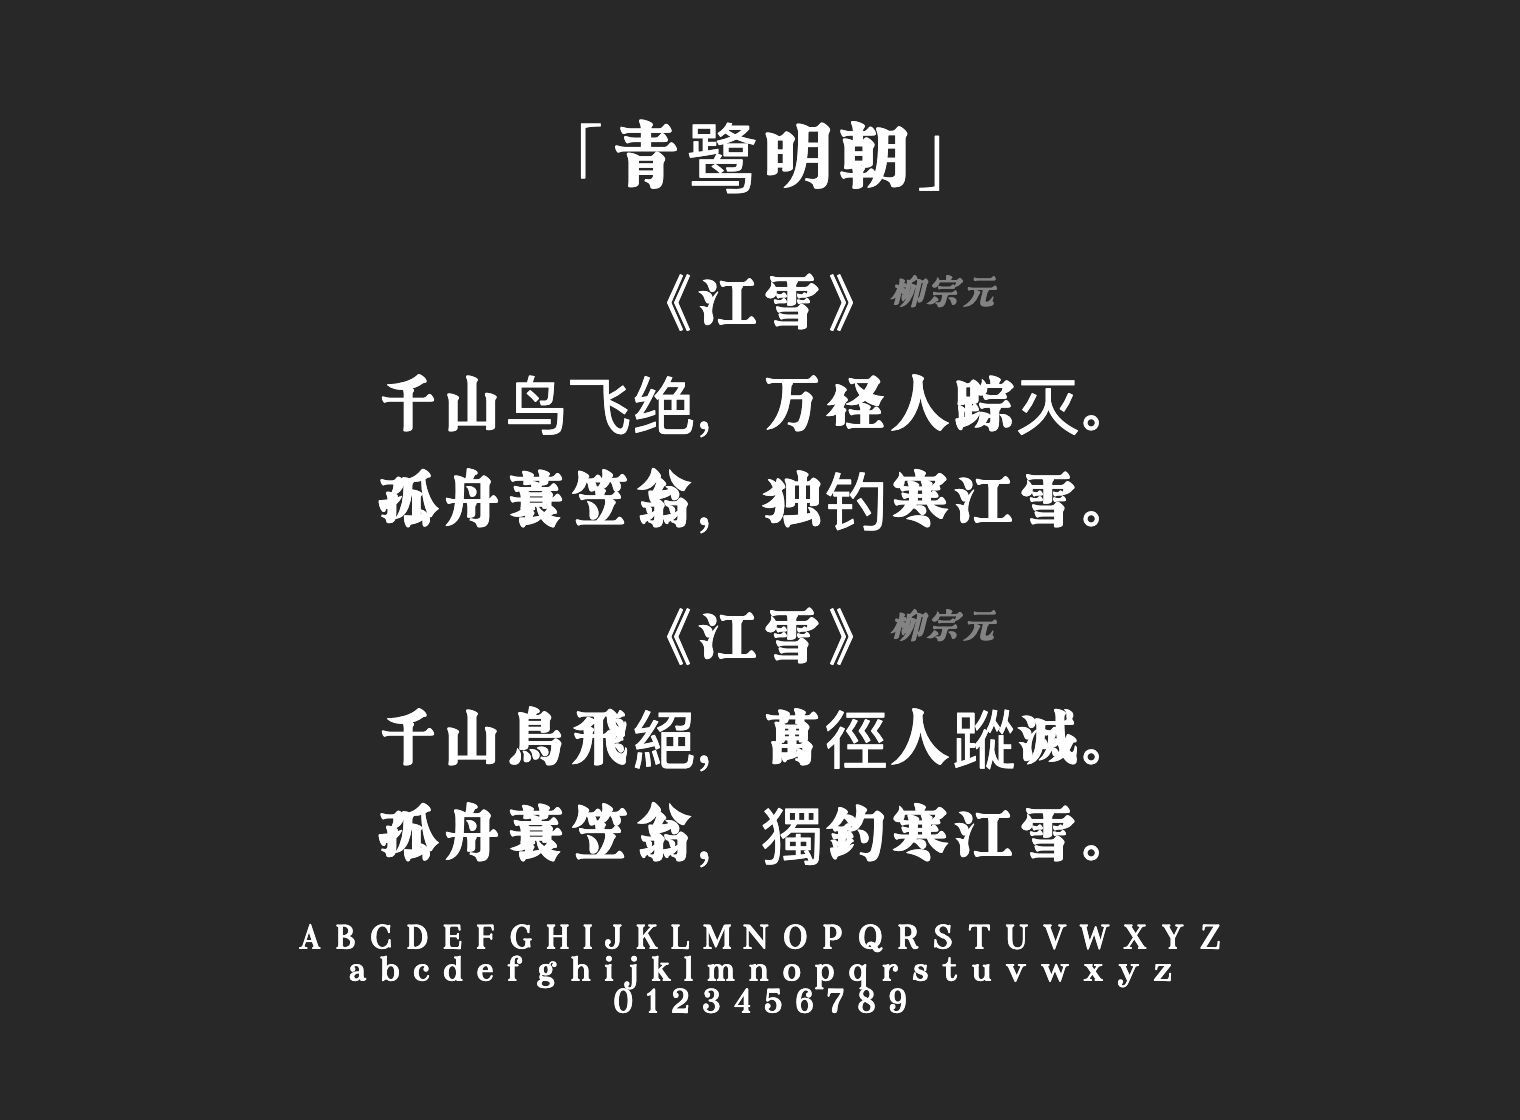 「青鹭明朝」
《江雪》 柳宗元
千山鸟飞绝，万径人踪灭。
孤舟蓑笠翁，独钓寒江雪。
《江雪》 柳宗元
千山鳥飛絕，萬徑人蹤滅。
孤舟蓑笠翁，獨釣寒江雪。
A B C D E F G H I J K L M N O P Q R S T U V W X Y Z
a b c d e f g h i j k l m n o p q r s t u v w x y z
0 1 2 3 4 5 6 7 8 9